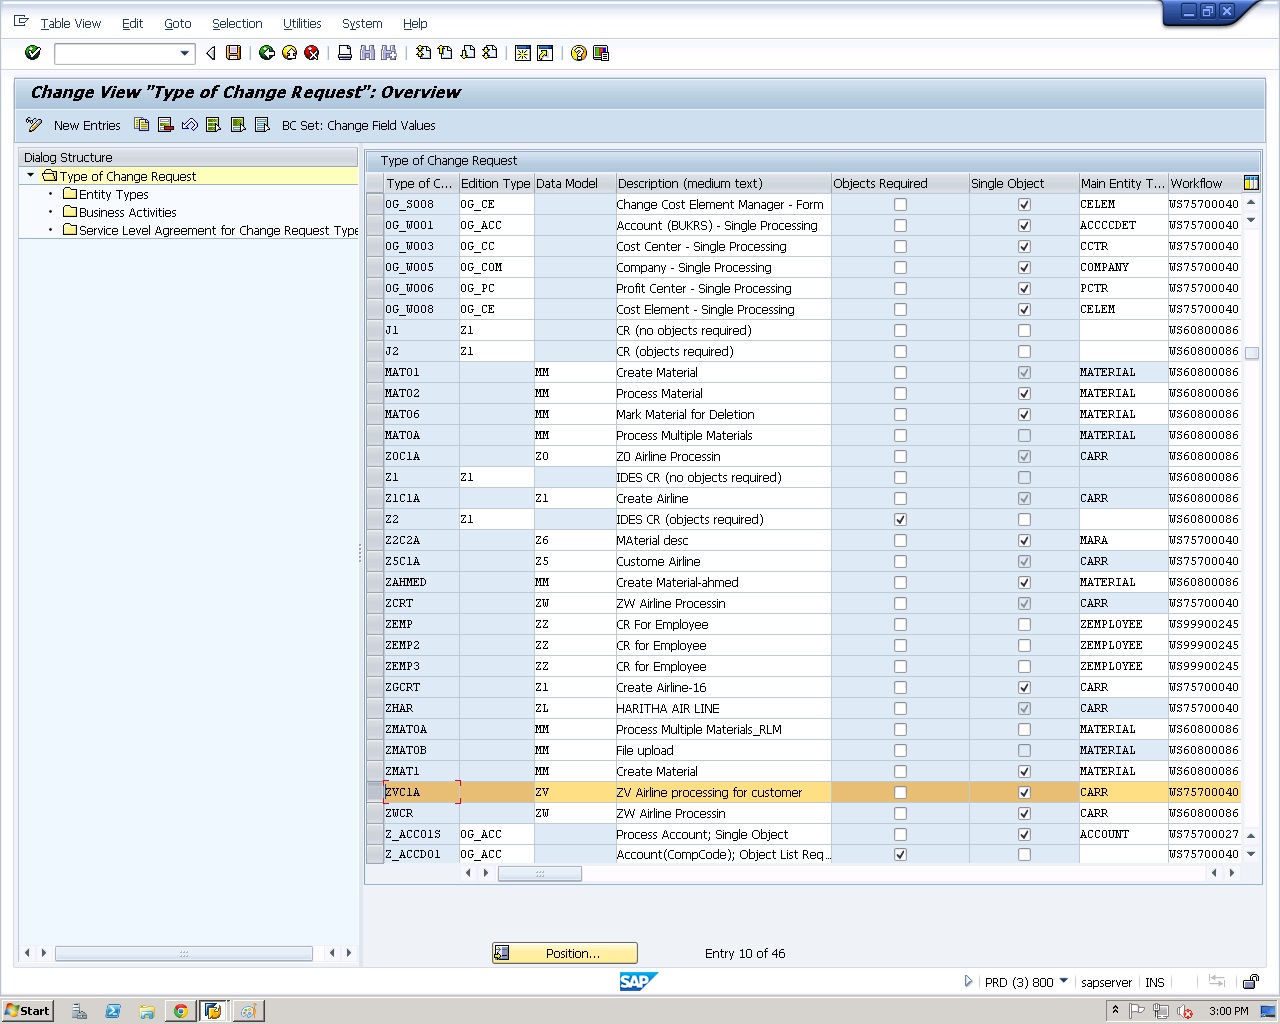 Table View Edit Goto Selection Utilities System Help
Change View "Type of Change Request": Overview
New Entries BC Set: Change Field Values
Dialog Structure
Type of Change Request
Entity Types
Business Activities
Service Level Agreement for Change Request Type
Type of Change Request
Type of C... Edition Type Data Model Description (medium text) Objects Required Single Object Main Entity T... Workflow
0G_S008 0G_CE Change Cost Element Manager - Form CELEM WS75700040
0G_W001 0G_ACC Account (BUKRS) - Single Processing ACCCCDET WS75700040
0G_W003 0G_CC Cost Center - Single Processing CCTR WS75700040
0G_W005 0G_COM Company - Single Processing COMPANY WS75700040
0G_W006 0G_PC Profit Center - Single Processing PCTR WS75700040
0G_W008 0G_CE Cost Element - Single Processing CELEM WS75700040
J1 Z1 CR (no objects required) WS60800086
J2 Z1 CR (objects required) WS60800086
MAT01 MM Create Material MATERIAL WS60800086
MAT02 MM Process Material MATERIAL WS60800086
MAT06 MM Mark Material for Deletion MATERIAL WS60800086
MAT0A MM Process Multiple Materials MATERIAL WS60800086
Z0C1A Z0 Z0 Airline Processin CARR WS60800086
Z1 Z1 IDES CR (no objects required) WS60800086
Z1C1A Z1 Create Airline CARR WS60800086
Z2 Z1 IDES CR (objects required) WS60800086
Z2C2A Z6 MAterial desc MARA WS75700040
Z5C1A Z5 Custome Airline CARR WS75700040
ZAHMED MM Create Material-ahmed MATERIAL WS60800086
ZCRT ZW ZW Airline Processin CARR WS75700040
ZEMP ZZ CR For Employee ZEMPLOYEE WS99900245
ZEMP2 ZZ CR for Employee ZEMPLOYEE WS99900245
ZEMP3 ZZ CR for Employee ZEMPLOYEE WS99900245
ZGCRT Z1 Create Airline-16 CARR WS75700040
ZHAR ZL HARITHA AIR LINE CARR WS75700040
ZMAT0A MM Process Multiple Materials_RLM MATERIAL WS60800086
ZMAT0B MM File upload MATERIAL WS60800086
ZMAT1 MM Create Material MATERIAL WS60800086
ZVC1A ZV ZV Airline processing for customer CARR WS75700040
ZWCR ZW ZW Airline Processin CARR WS60800086
Z_ACC01S 0G_ACC Process Account; Single Object ACCOUNT WS75700027
Z_ACCD01 0G_ACC Account(CompCode); Object List Req... WS75700040
Position... Entry 10 of 46
SAP
PRD (3) 800 sapserver INS
Start 3:00 PM